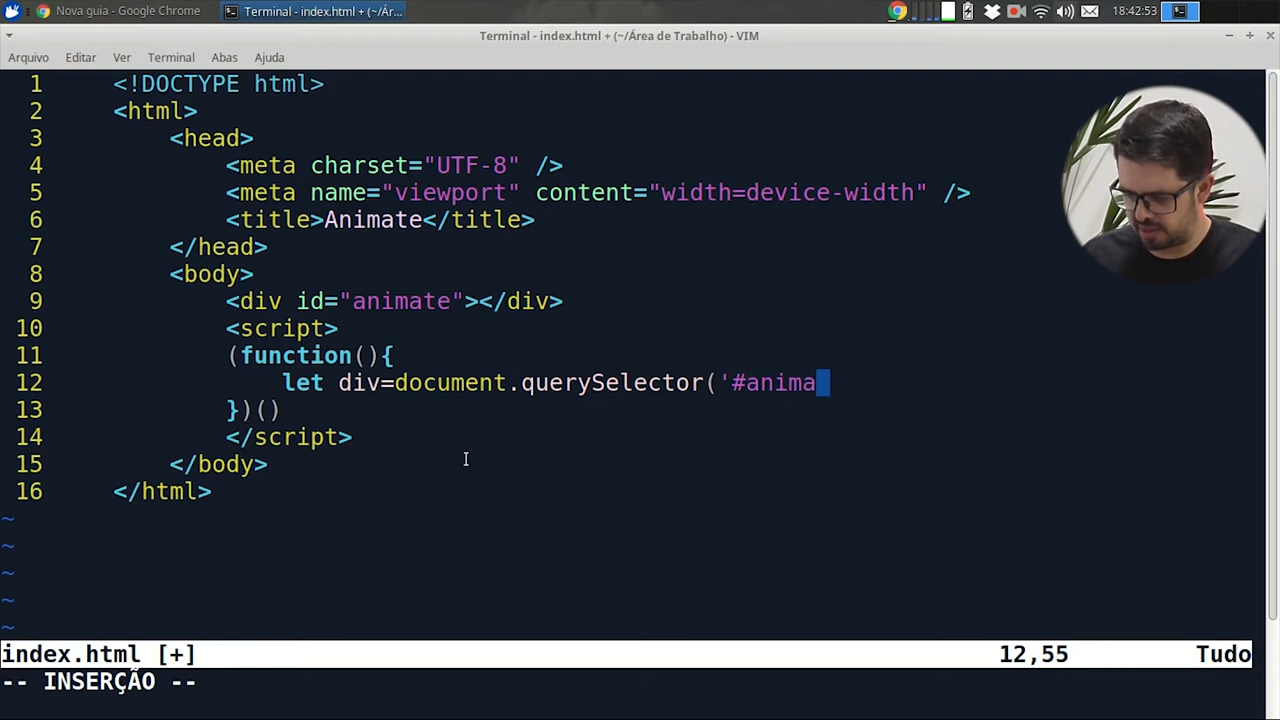 Nova guia - Google Chrome
Terminal - index.html + (~/Ár...
18:42:53
Terminal - index.html + (~/Área de Trabalho) - VIM
Arquivo Editar Ver Terminal Abas Ajuda
1 <!DOCTYPE html>
2 <html>
3 <head>
4 <meta charset="UTF-8" />
5 <meta name="viewport" content="width=device-width" />
6 <title>Animate</title>
7 </head>
8 <body>
9 <div id="animate"></div>
10 <script>
11 (function(){
12 let div=document.querySelector('#anima
13 })()
14 </script>
15 </body>
16 </html>
~
~
~
~
~
index.html [+] 12,55 Tudo
-- INSERÇÃO --